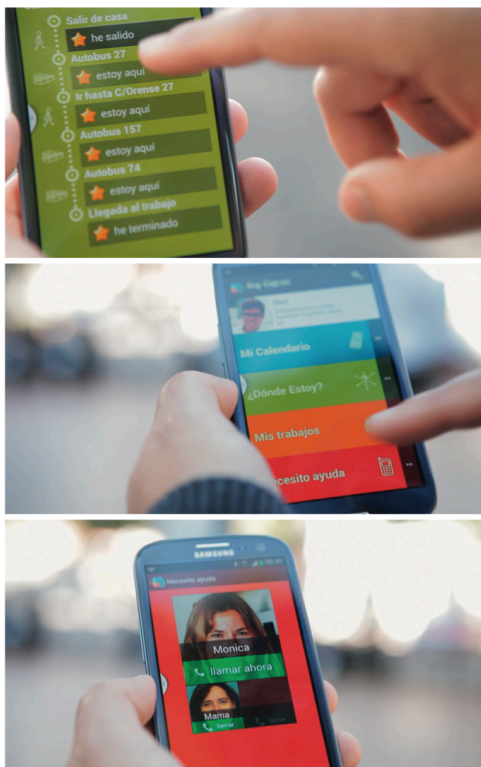 Salir de casa
he salido
Autobus 27
estoy aquí
Ir hasta C/Orense 27
estoy aquí
Autobus 157
estoy aquí
Autobus 74
estoy aquí
Llegada al trabajo
he terminado
Mi Calendario
¿Dónde Estoy?
Mis trabajos
cesito ayuda
SAMSUNG
Necesito ayuda
Monica
llamar ahora
Mama
llamar